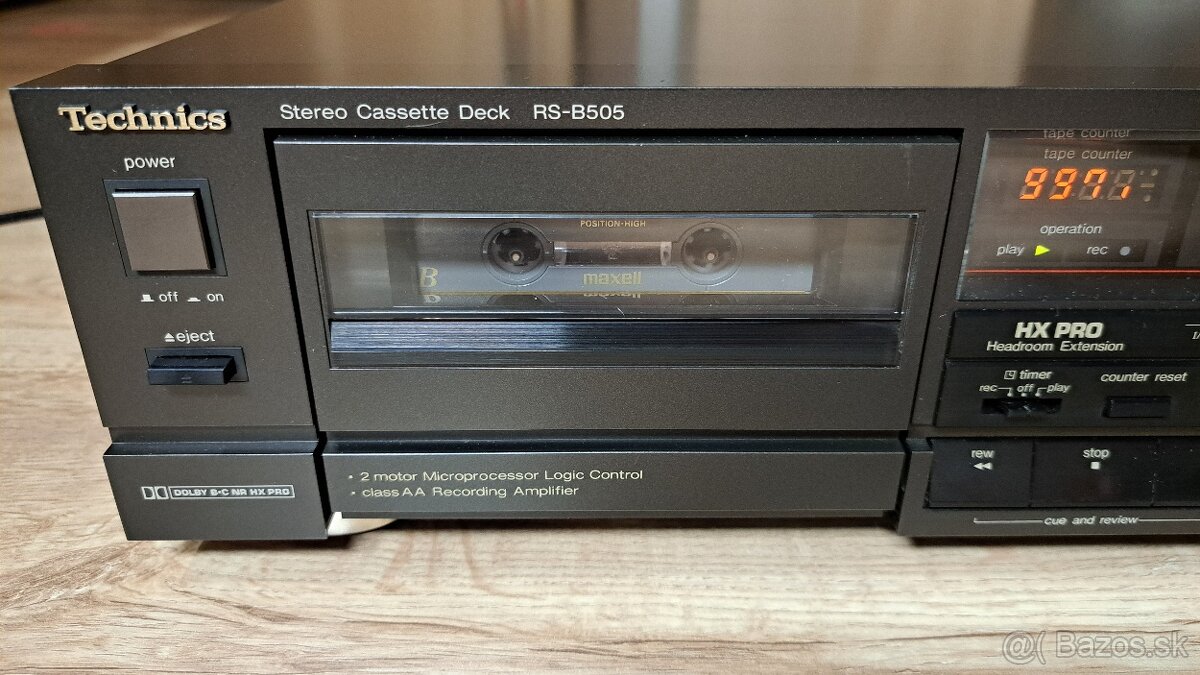 Technics
Stereo Cassette Deck RS-B505
power
off on
eject
POSITION-HIGH
B
maxell
tape counter
tape counter
997
operation
play rec
HX PRO
Headroom Extension
timer
rec off play
counter reset
rew
stop
cue and review
DOLBY B-C NR HX PRO
• 2 motor Microprocessor Logic Control
• class AA Recording Amplifier
@( Bazos.sk